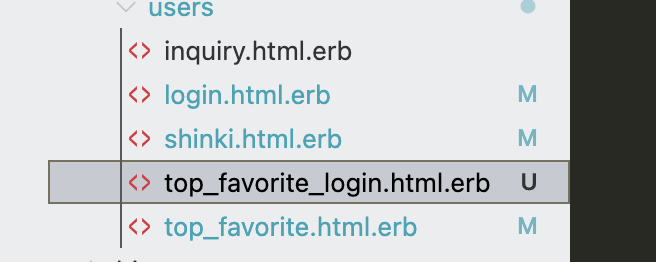 users
inquiry.html.erb
login.html.erb M
shinki.html.erb M
top_favorite_login.html.erb U
top_favorite.html.erb M